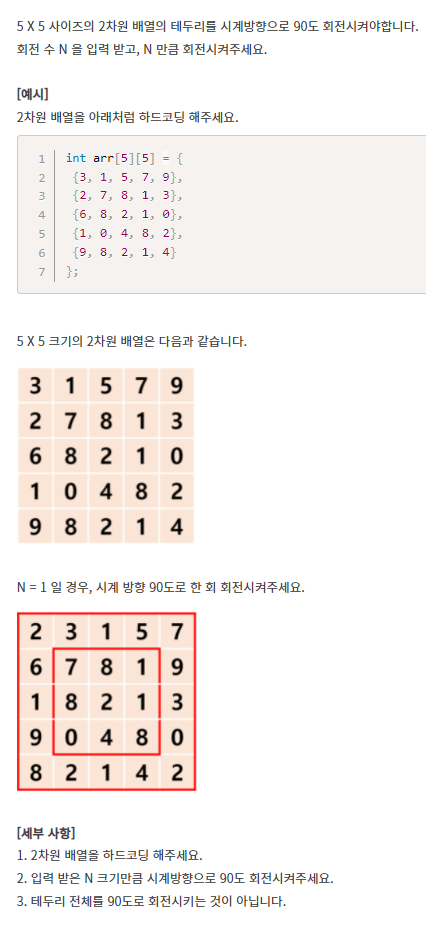 5 X 5 사이즈의 2차원 배열의 테두리를 시계방향으로 90도 회전시켜야합니다.
회전 수 N 을 입력 받고, N 만큼 회전시켜주세요.
[예시]
2차원 배열을 아래처럼 하드코딩 해주세요.
1 int arr[5][5] = {
2 {3, 1, 5, 7, 9},
3 {2, 7, 8, 1, 3},
4 {6, 8, 2, 1, 0},
5 {1, 0, 4, 8, 2},
6 {9, 8, 2, 1, 4}
7 };
5 X 5 크기의 2차원 배열은 다음과 같습니다.
3 1 5 7 9
2 7 8 1 3
6 8 2 1 0
1 0 4 8 2
9 8 2 1 4
N = 1 일 경우, 시계 방향 90도로 한 회 회전시켜주세요.
2 3 1 5 7
6 7 8 1 9
1 8 2 1 3
9 0 4 8 0
8 2 1 4 2
[세부 사항]
1. 2차원 배열을 하드코딩 해주세요.
2. 입력 받은 N 크기만큼 시계방향으로 90도 회전시켜주세요.
3. 테두리 전체를 90도로 회전시키는 것이 아닙니다.